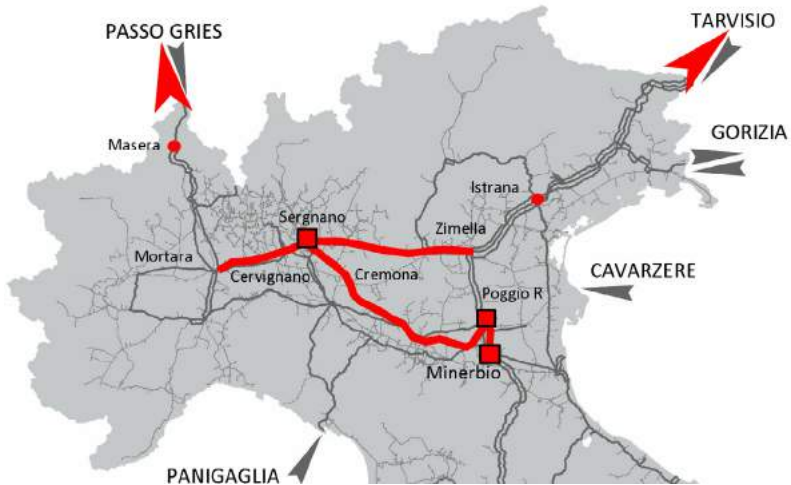 PASSO GRIES
TARVISIO
GORIZIA
Masera
Istrana
Sergnano
Zimella
Mortara
Cervignano
Cremona
CAVARZERE
Poggio R
Minerbio
PANIGAGLIA